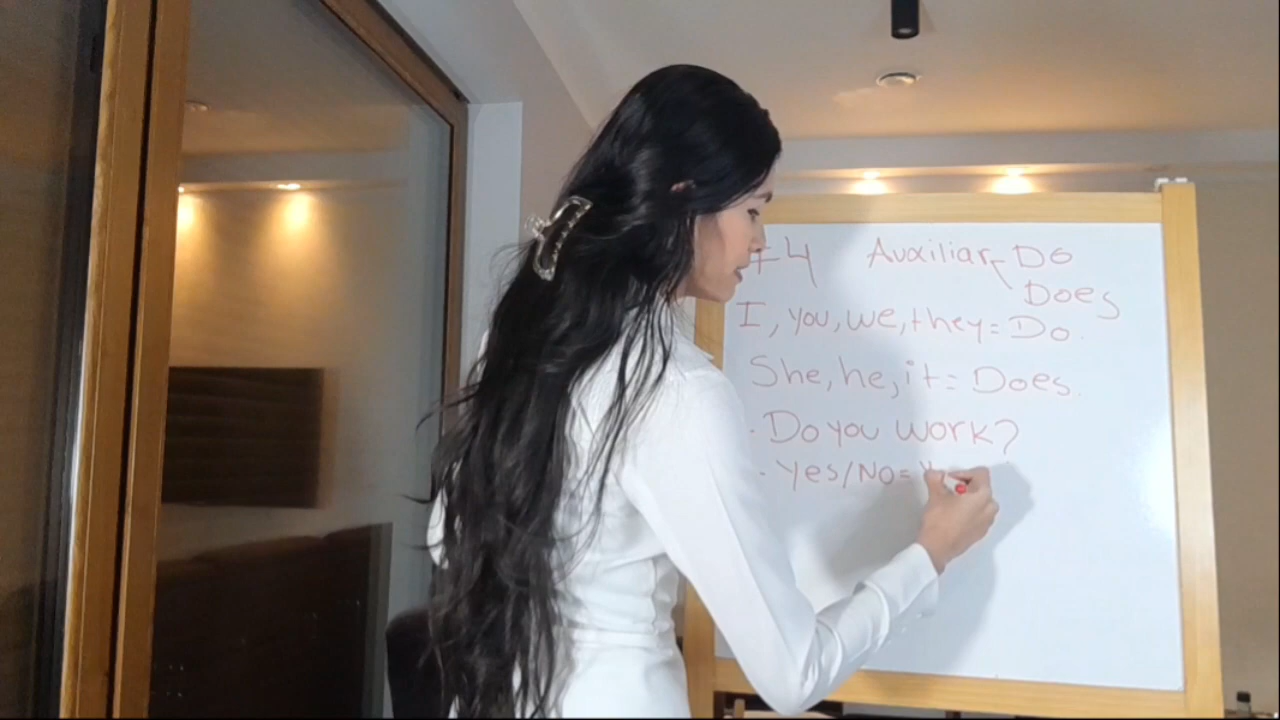 #4 Auxiliar DO
Does
I, you, we, they = Do.
She, he, it = Does.
· Do you work?
· Yes/No =